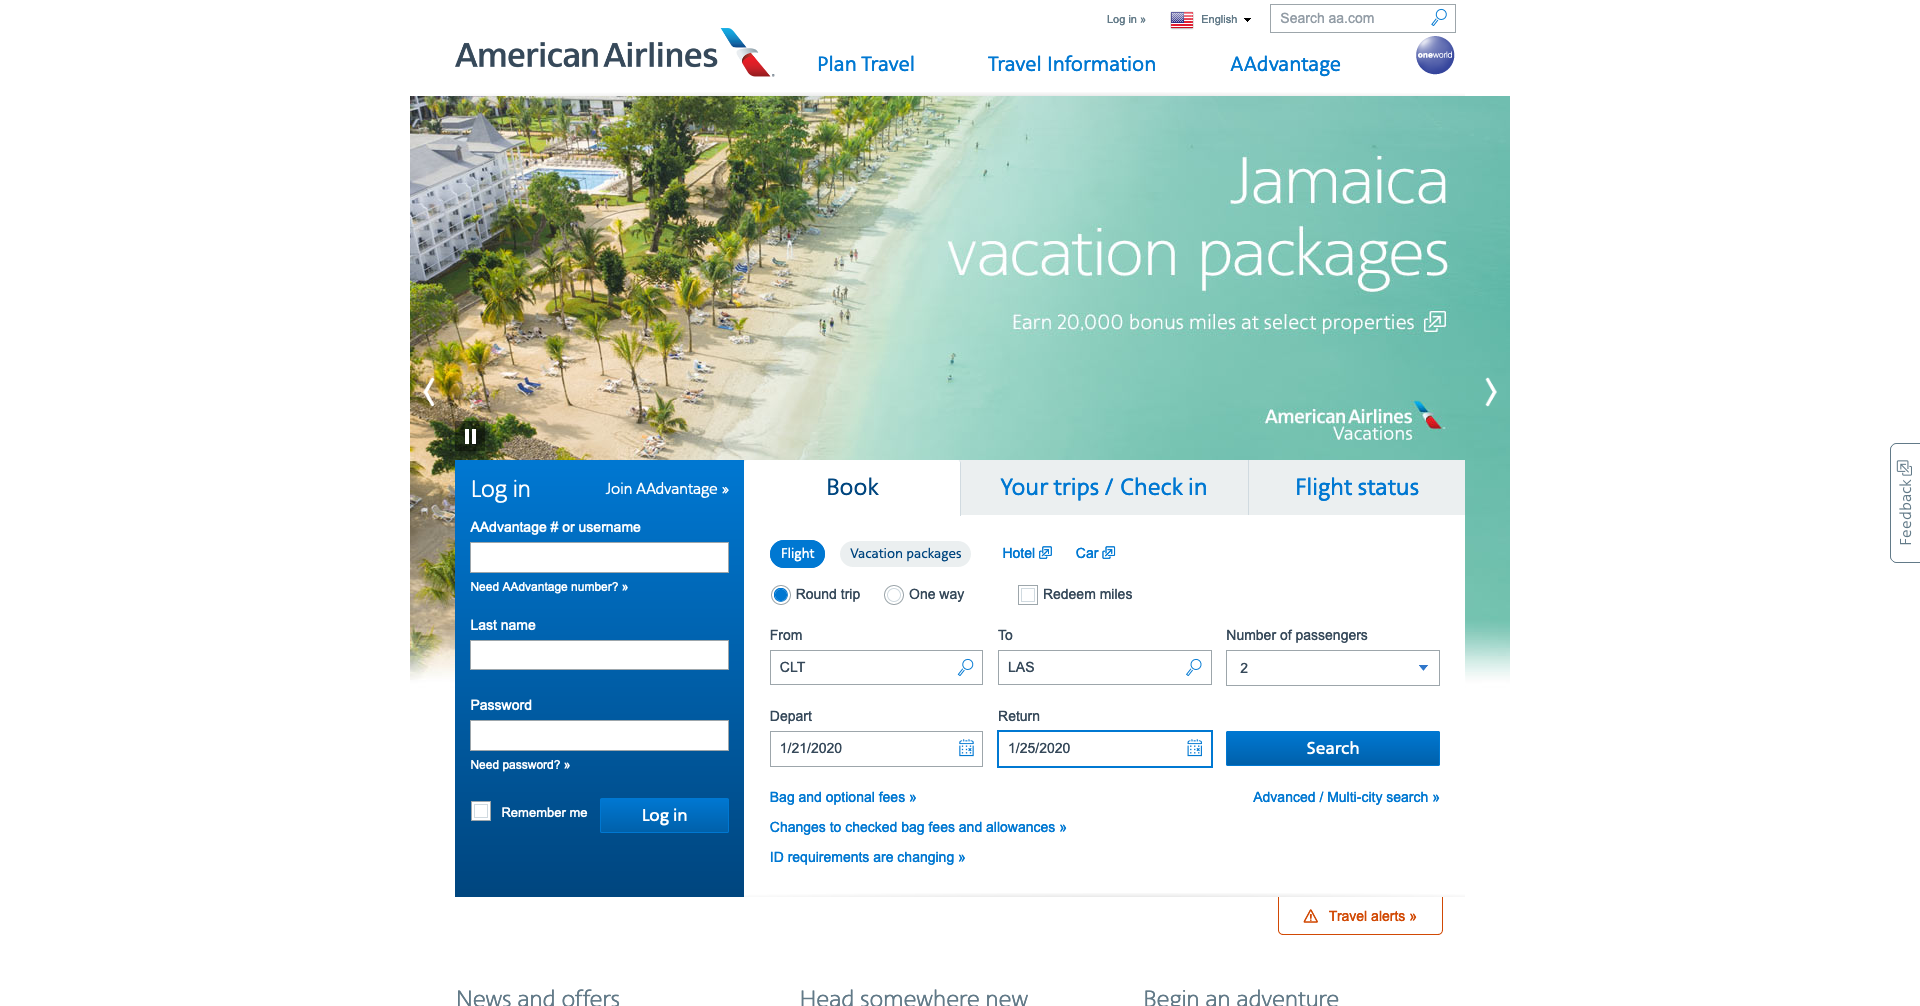 Log in »
English
Search aa.com
American Airlines
Plan Travel
Travel Information
AAdvantage
oneworld
Jamaica
vacation packages
Earn 20,000 bonus miles at select properties
American Airlines
Vacations
Feedback
Log in
Join AAdvantage »
AAdvantage # or username
Need AAdvantage number? »
Last name
Password
Need password? »
Remember me
Log in
Book
Your trips / Check in
Flight status
Flight
Vacation packages
Hotel
Car
Round trip
One way
Redeem miles
From
To
Number of passengers
CLT
LAS
2
Depart
Return
1/21/2020
1/25/2020
Search
Bag and optional fees »
Advanced / Multi-city search »
Changes to checked bag fees and allowances »
ID requirements are changing »
Travel alerts »
News and offers
Head somewhere new
Begin an adventure